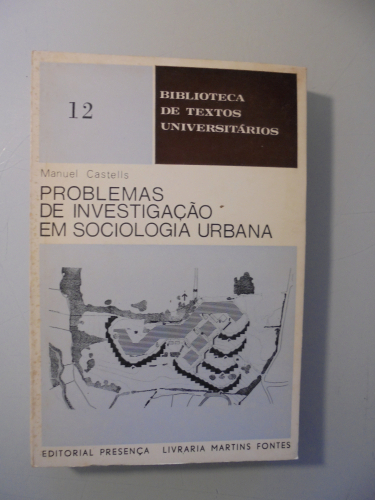 12
BIBLIOTECA
DE TEXTOS
UNIVERSITÁRIOS
Manuel Castells
PROBLEMAS
DE INVESTIGAÇÃO
EM SOCIOLOGIA URBANA
EDITORIAL PRESENÇA LIVRARIA MARTINS FONTES